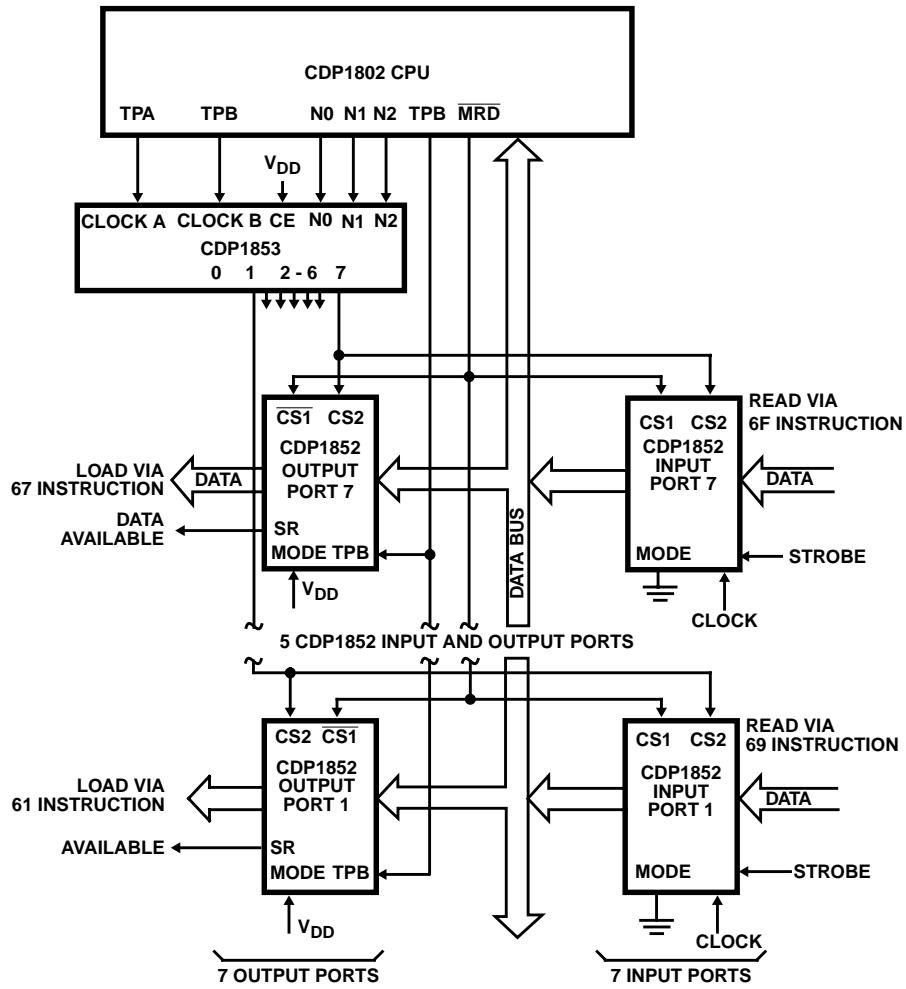 CDP1802 CPU
TPA TPB N0 N1 N2 TPB MRD
VDD
CLOCK A CLOCK B CE N0 N1 N2
CDP1853
0 1 2 - 6 7
CS1 CS2
CDP1852
OUTPUT
PORT 7
LOAD VIA
67 INSTRUCTION
DATA
DATA
AVAILABLE
SR
MODE TPB
VDD
DATA BUS
CS1 CS2
CDP1852
INPUT
PORT 7
READ VIA
6F INSTRUCTION
DATA
MODE
STROBE
CLOCK
5 CDP1852 INPUT AND OUTPUT PORTS
CS2 CS1
CDP1852
OUTPUT
PORT 1
LOAD VIA
61 INSTRUCTION
AVAILABLE
SR
MODE TPB
VDD
CS1 CS2
CDP1852
INPUT
PORT 1
READ VIA
69 INSTRUCTION
DATA
MODE
STROBE
CLOCK
7 OUTPUT PORTS
7 INPUT PORTS